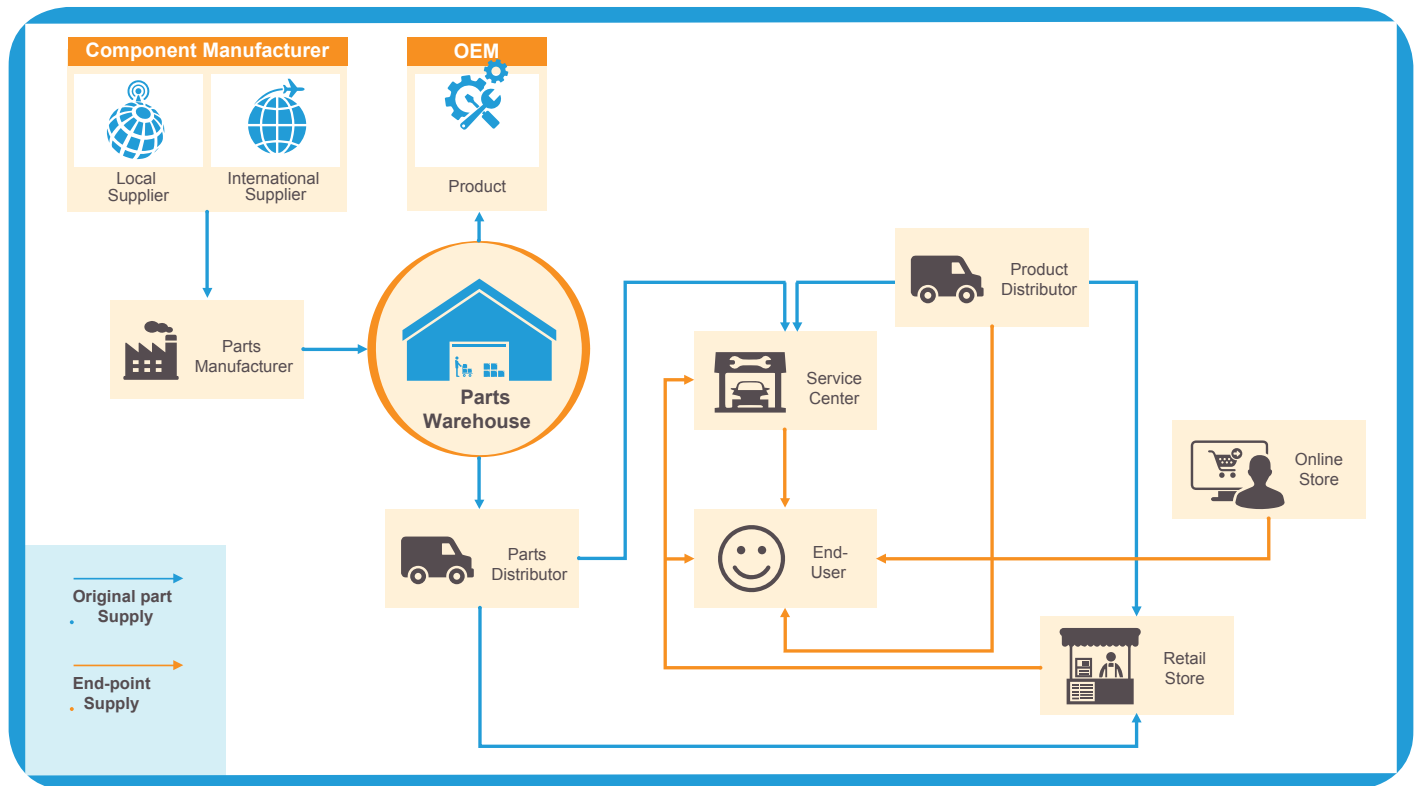 Component Manufacturer
OEM
Local
Supplier
International
Supplier
Product
Parts
Manufacturer
Parts
Warehouse
Product
Distributor
Service
Center
Online
Store
Parts
Distributor
End-
User
Retail
Store
Original part
Supply
End-point
Supply